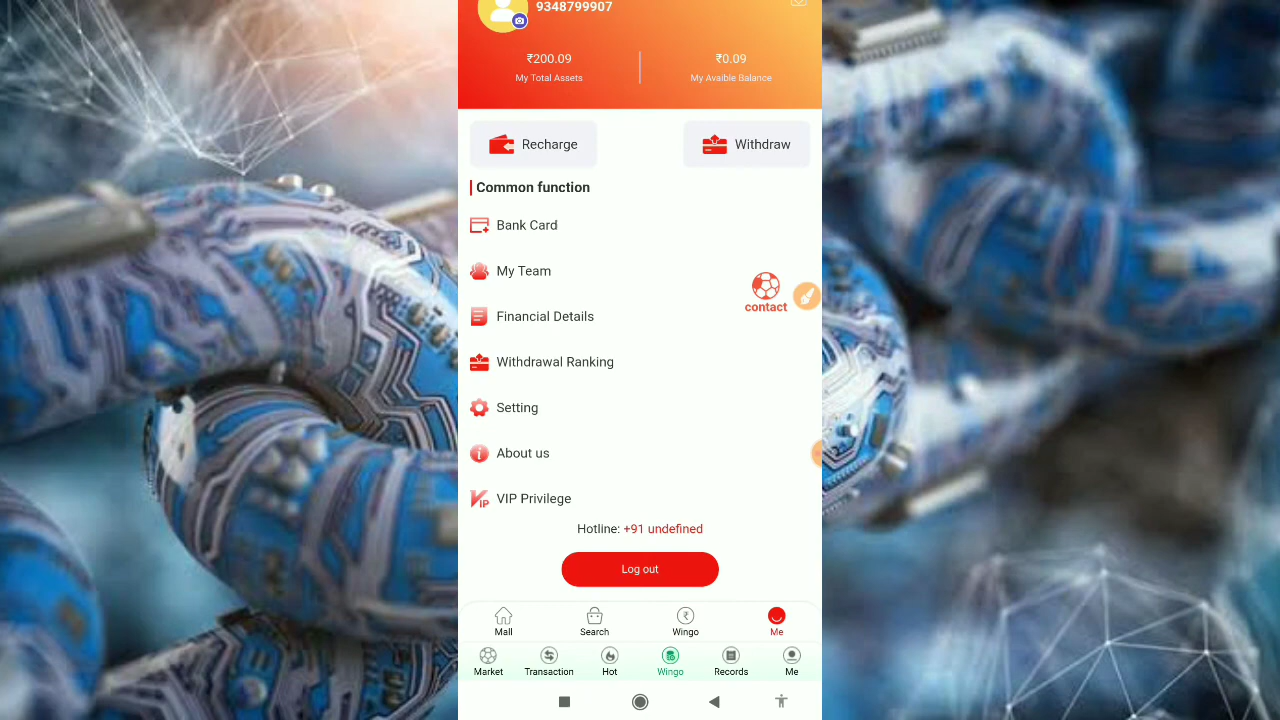 9348799907
₹200.09
₹0.09
My Total Assets
My Avaible Balance
Recharge
Withdraw
Common function
Bank Card
My Team
contact
Financial Details
Withdrawal Ranking
Setting
About us
VIP Privilege
Hotline: +91 undefined
Log out
Mall
Search
Wingo
Me
Market
Transaction
Hot
Wingo
Records
Me